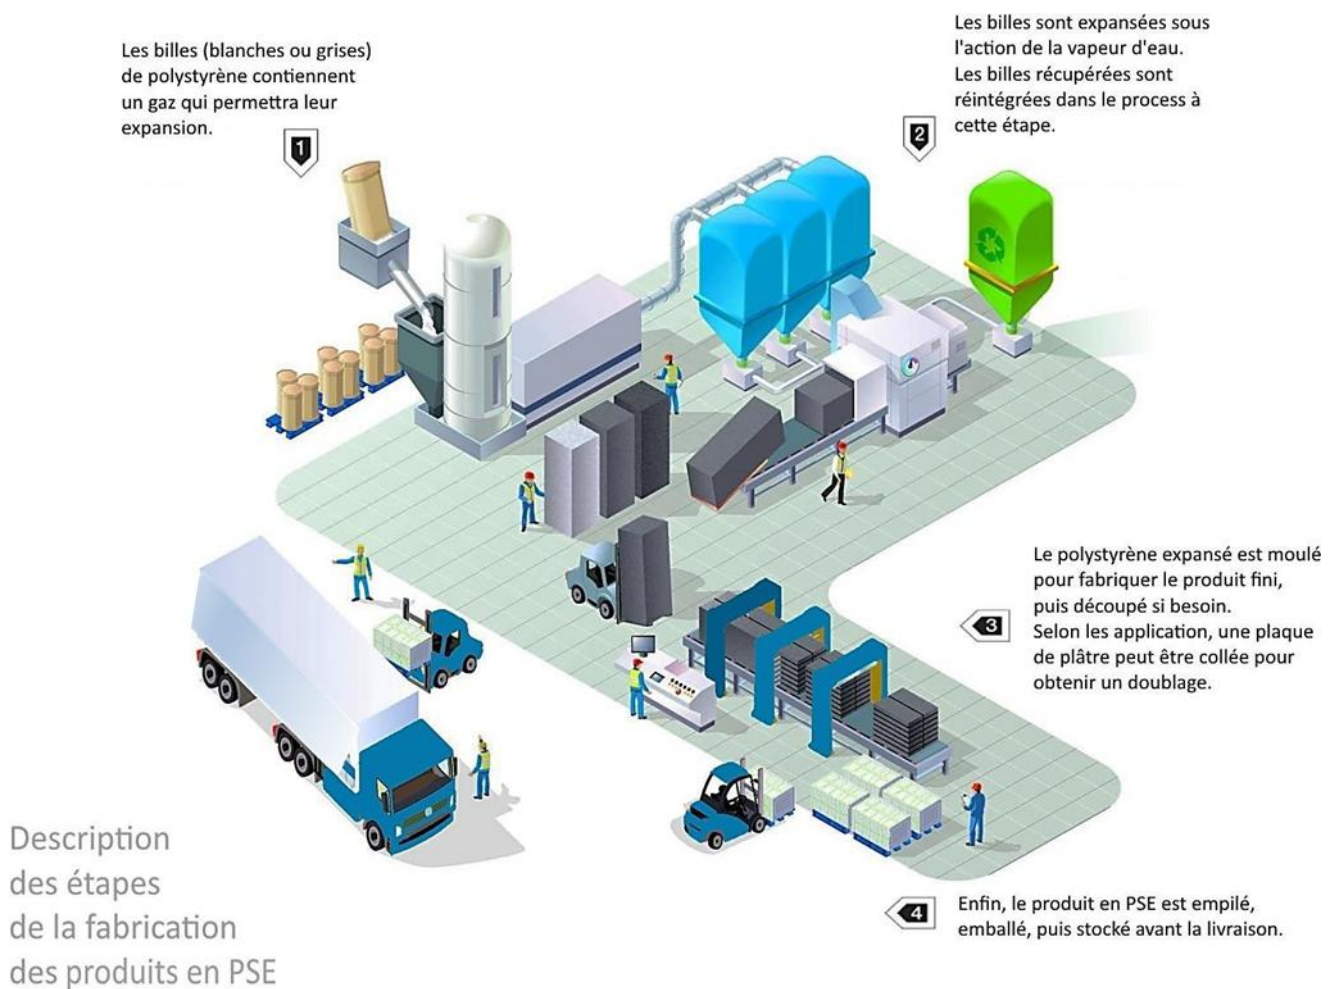 Les billes (blanches ou grises)
de polystyrène contiennent
un gaz qui permettra leur
expansion.
1
Les billes sont expansées sous
l'action de la vapeur d'eau.
Les billes récupérées sont
réintégrées dans le process à
cette étape.
2
Le polystyrène expansé est moulé
pour fabriquer le produit fini,
puis découpé si besoin.
Selon les application, une plaque
de plâtre peut être collée pour
obtenir un doublage.
3
Enfin, le produit en PSE est empilé,
emballé, puis stocké avant la livraison.
4
Description
des étapes
de la fabrication
des produits en PSE